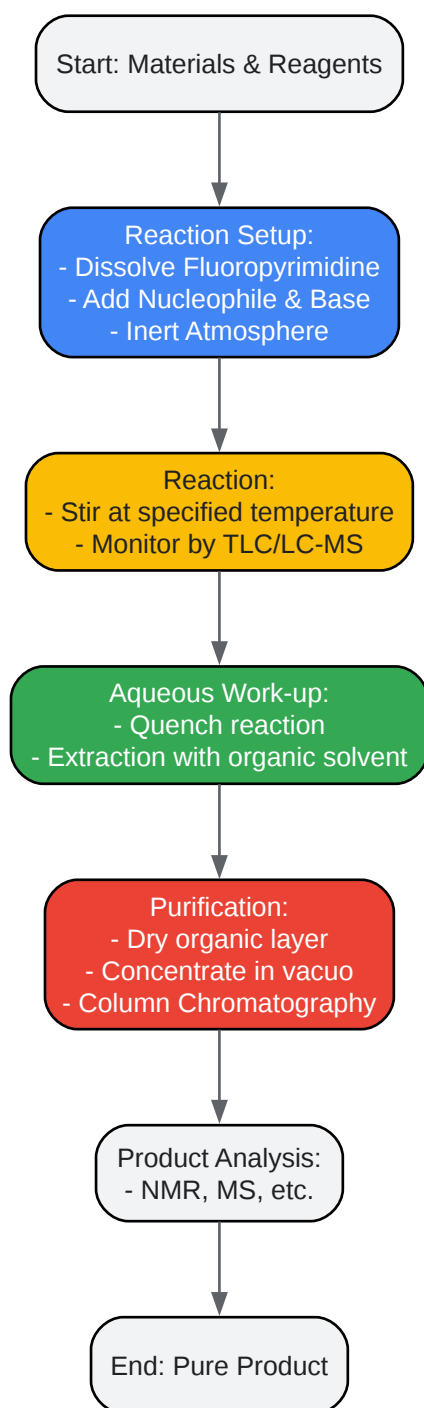 Start: Materials & Reagents
Reaction Setup:
- Dissolve Fluoropyrimidine
- Add Nucleophile & Base
- Inert Atmosphere
Reaction:
- Stir at specified temperature
- Monitor by TLC/LC-MS
Aqueous Work-up:
- Quench reaction
- Extraction with organic solvent
Purification:
- Dry organic layer
- Concentrate in vacuo
- Column Chromatography
Product Analysis:
- NMR, MS, etc.
End: Pure Product